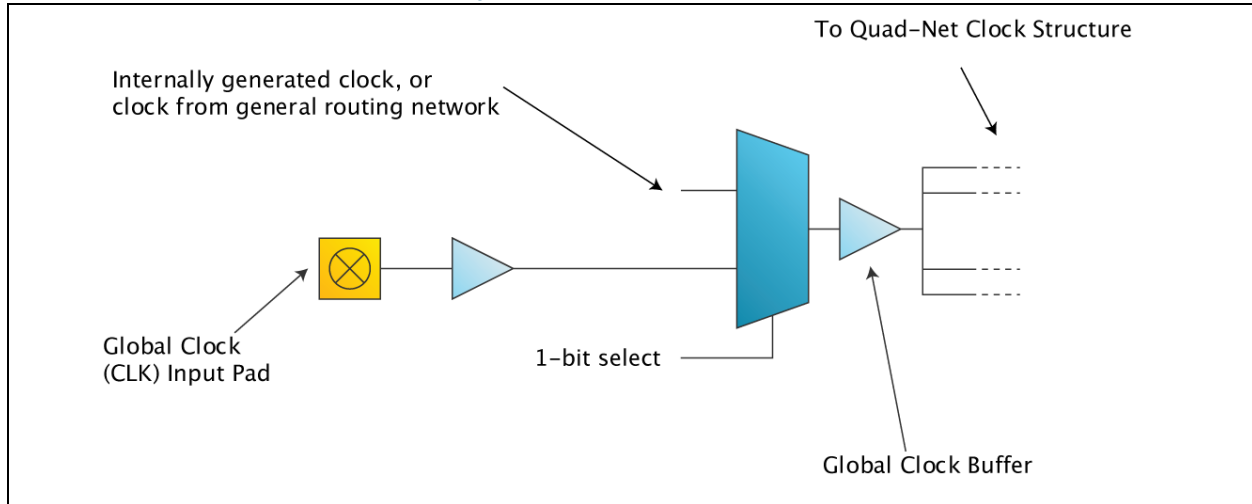 To Quad-Net Clock Structure
Internally generated clock, or
clock from general routing network
Global Clock
(CLK) Input Pad
1-bit select
Global Clock Buffer